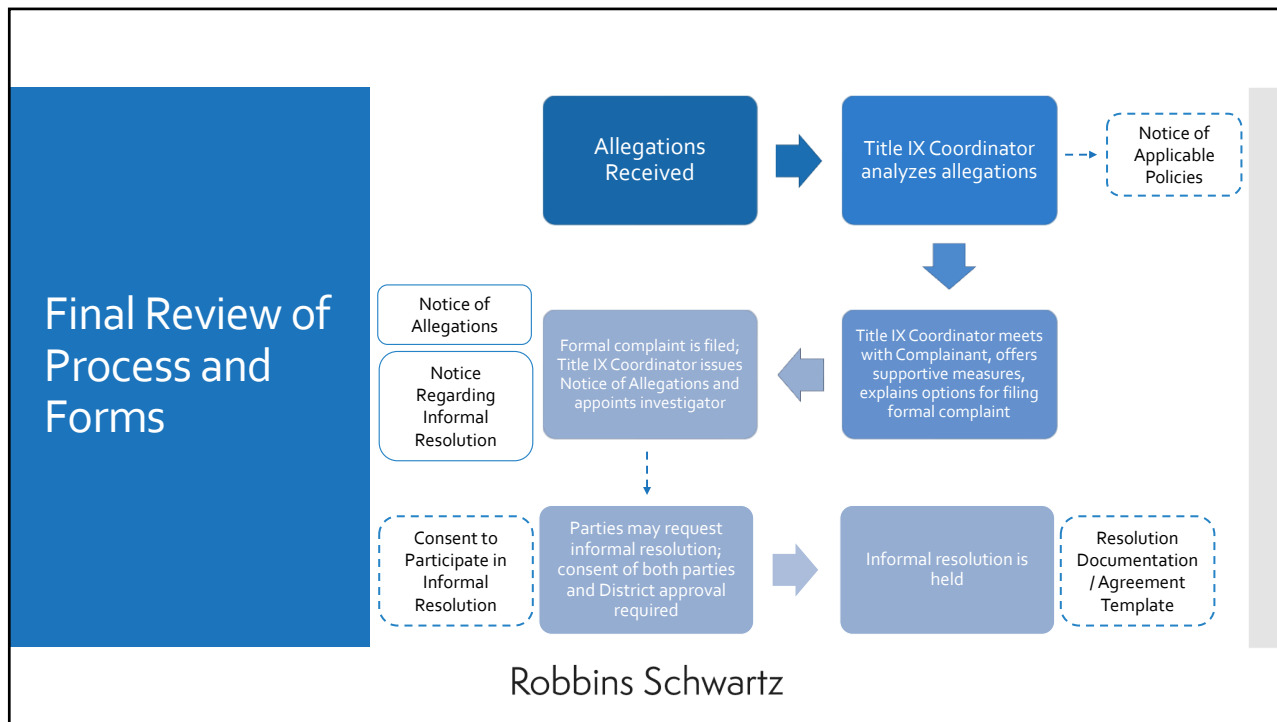 Final Review of
Process and
Forms
Allegations
Received
Title IX Coordinator
analyzes allegations
Notice of
Applicable
Policies
Title IX Coordinator meets
with Complainant, offers
supportive measures,
explains options for filing
formal complaint
Formal complaint is filed;
Title IX Coordinator issues
Notice of Allegations and
appoints investigator
Notice of
Allegations
Notice
Regarding
Informal
Resolution
Consent to
Participate in
Informal
Resolution
Parties may request
informal resolution;
consent of both parties
and District approval
required
Informal resolution is
held
Resolution
Documentation
/ Agreement
Template
Robbins Schwartz